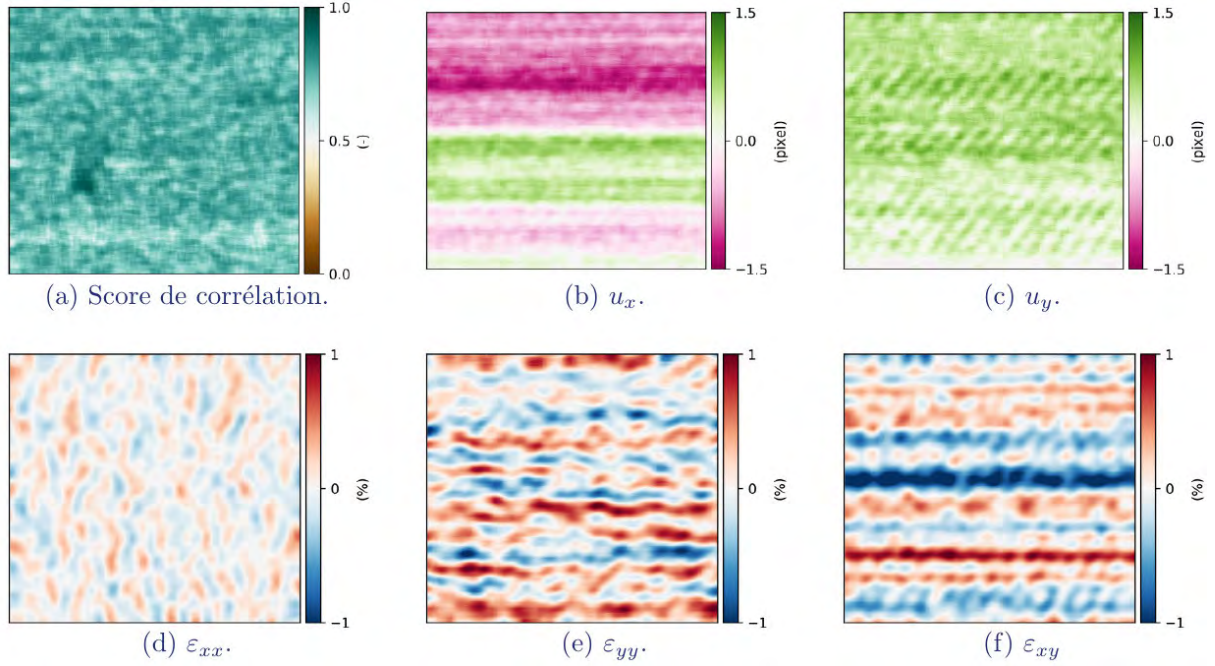 1.0
0.5
0.0
(-)
(a) Score de corrélation.
1.5
0.0
−1.5
(pixel)
(b) uₓ.
1.5
0.0
−1.5
(pixel)
(c) u_y.
1
0
−1
(%)
(d) εₓₓ.
1
0
−1
(%)
(e) ε_yy.
1
0
−1
(%)
(f) ε_xy